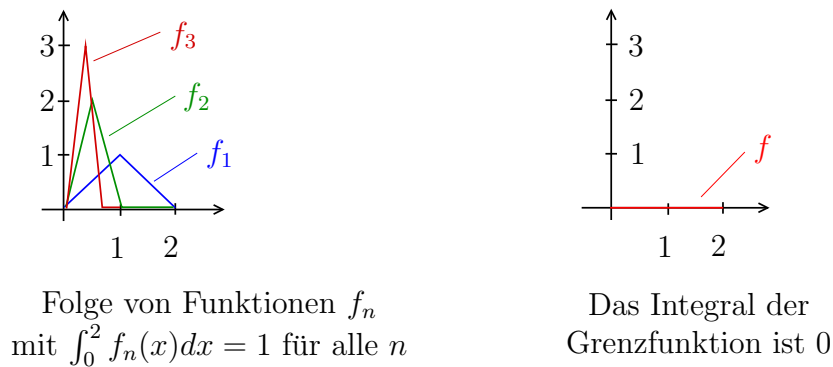 3
2
1
f₃
f₂
f₁
1 2
Folge von Funktionen fₙ
mit ∫₀² fₙ(x)dx = 1 für alle n
3
2
1
f
1 2
Das Integral der
Grenzfunktion ist 0